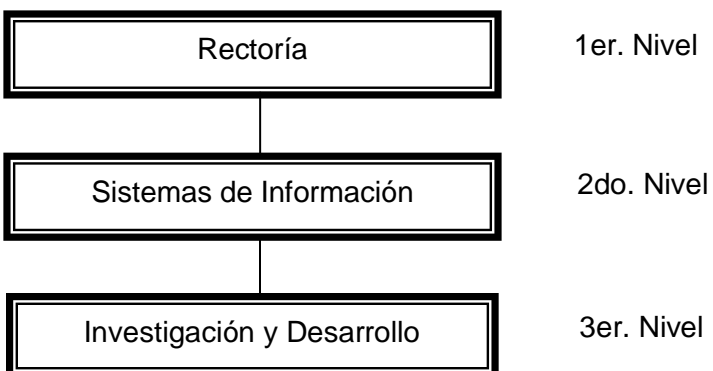 Rectoría 1er. Nivel
Sistemas de Información 2do. Nivel
Investigación y Desarrollo 3er. Nivel